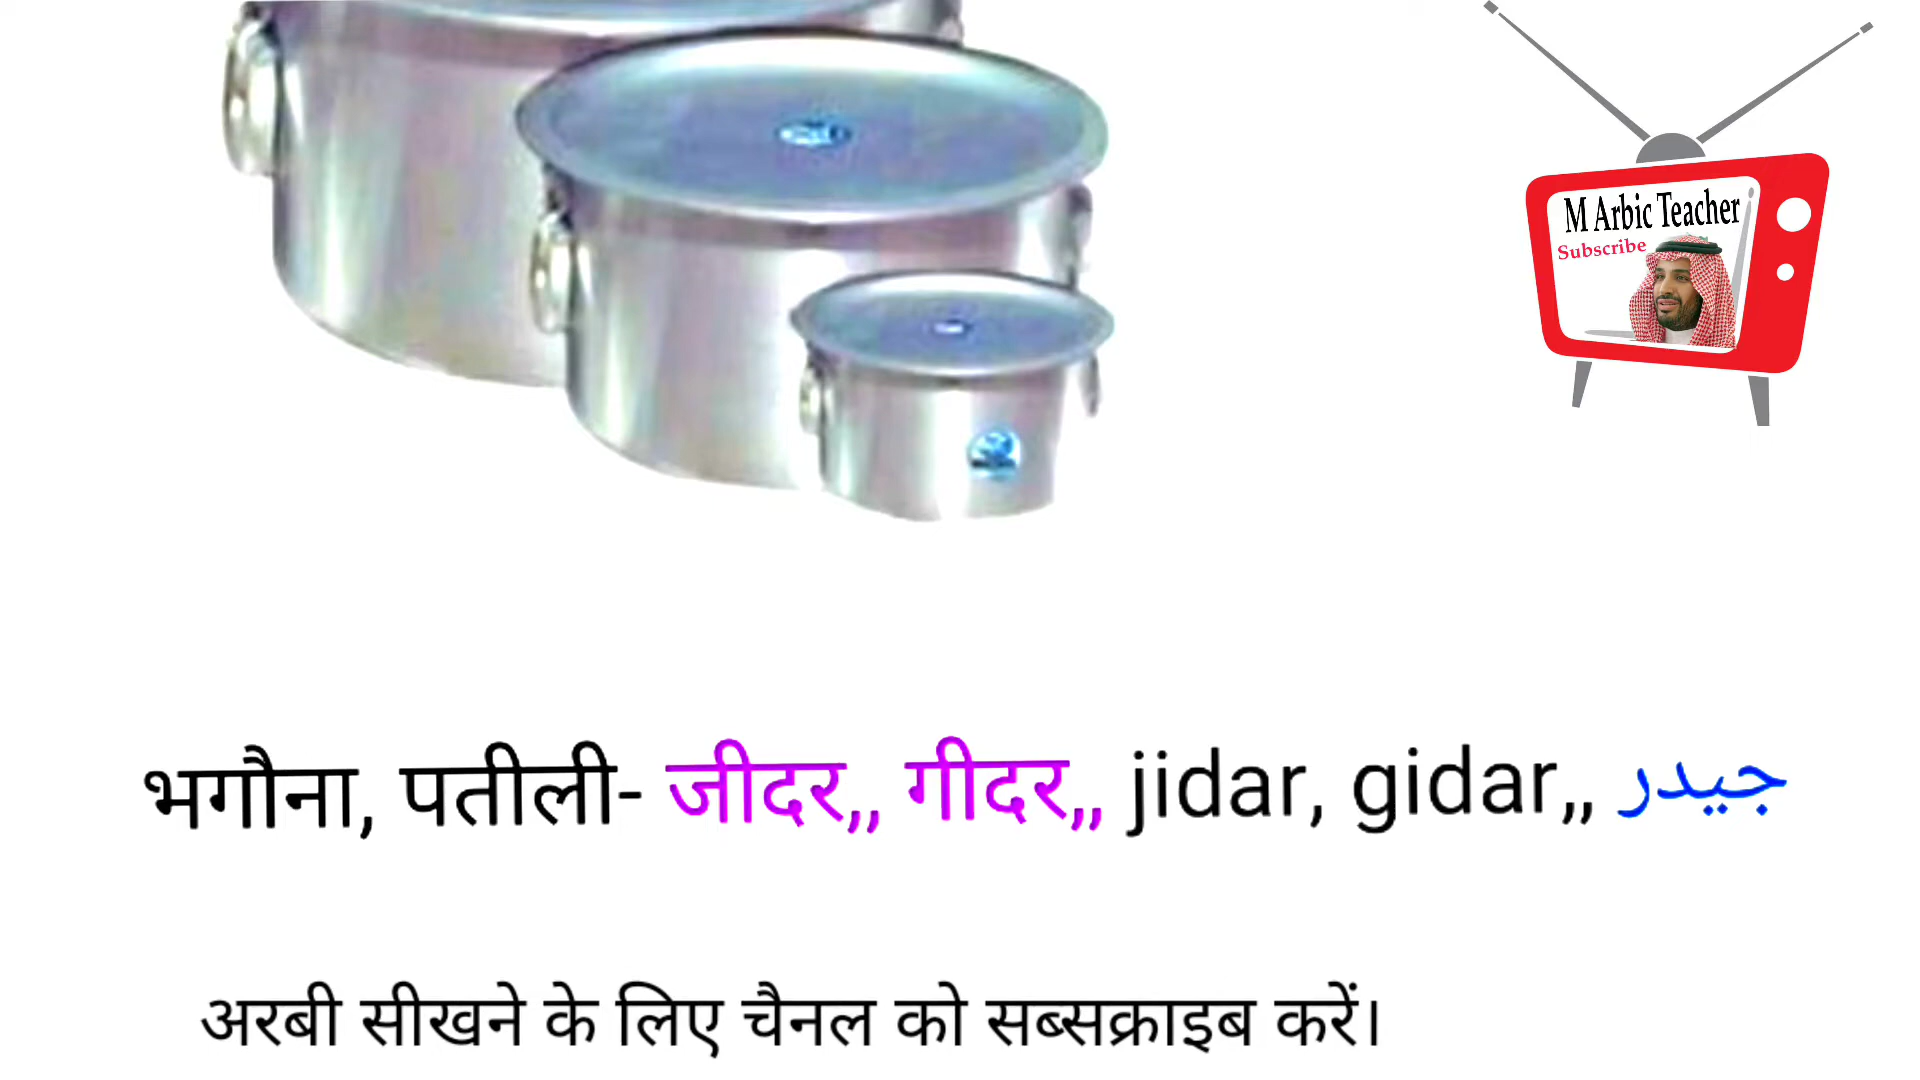 M Arbic Teacher
Subscribe
भगौना, पतीली- जीदर,, गीदर,, jidar, gidar,, جيدر
अरबी सीखने के लिए चैनल को सब्सक्राइब करें।